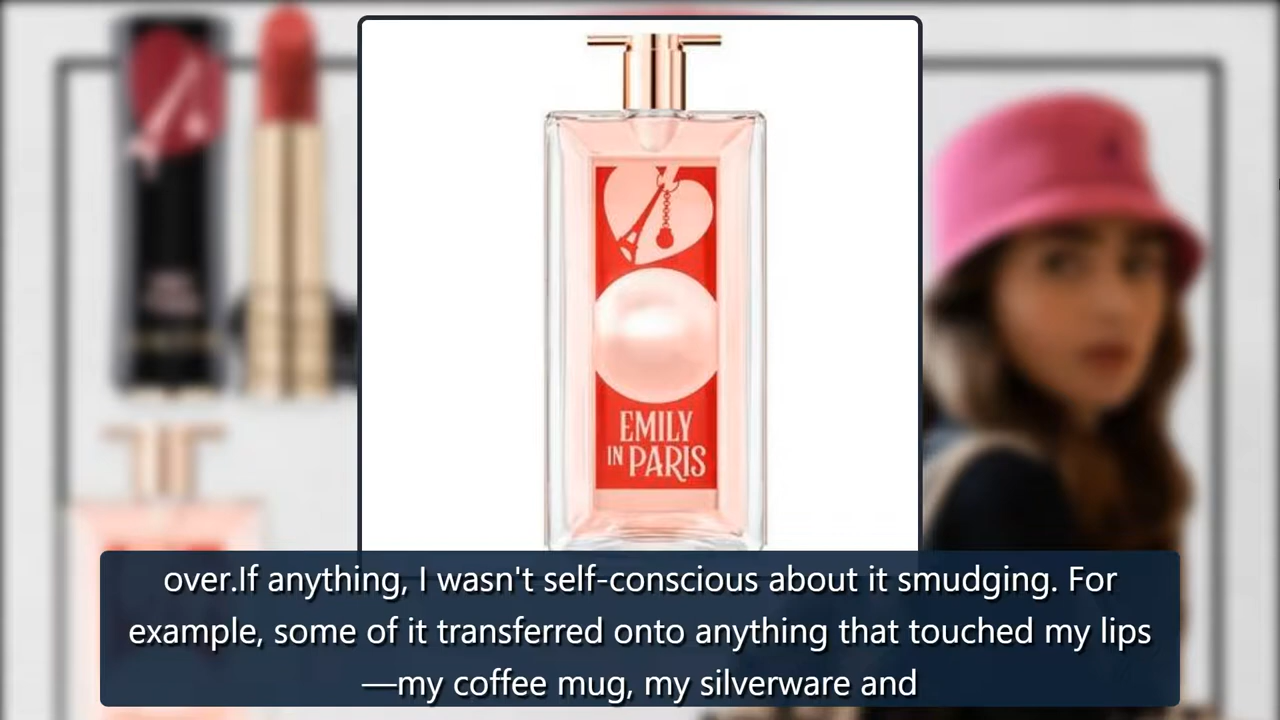 EMILY
IN PARIS
over.If anything, I wasn't self-conscious about it smudging. For
example, some of it transferred onto anything that touched my lips
—my coffee mug, my silverware and